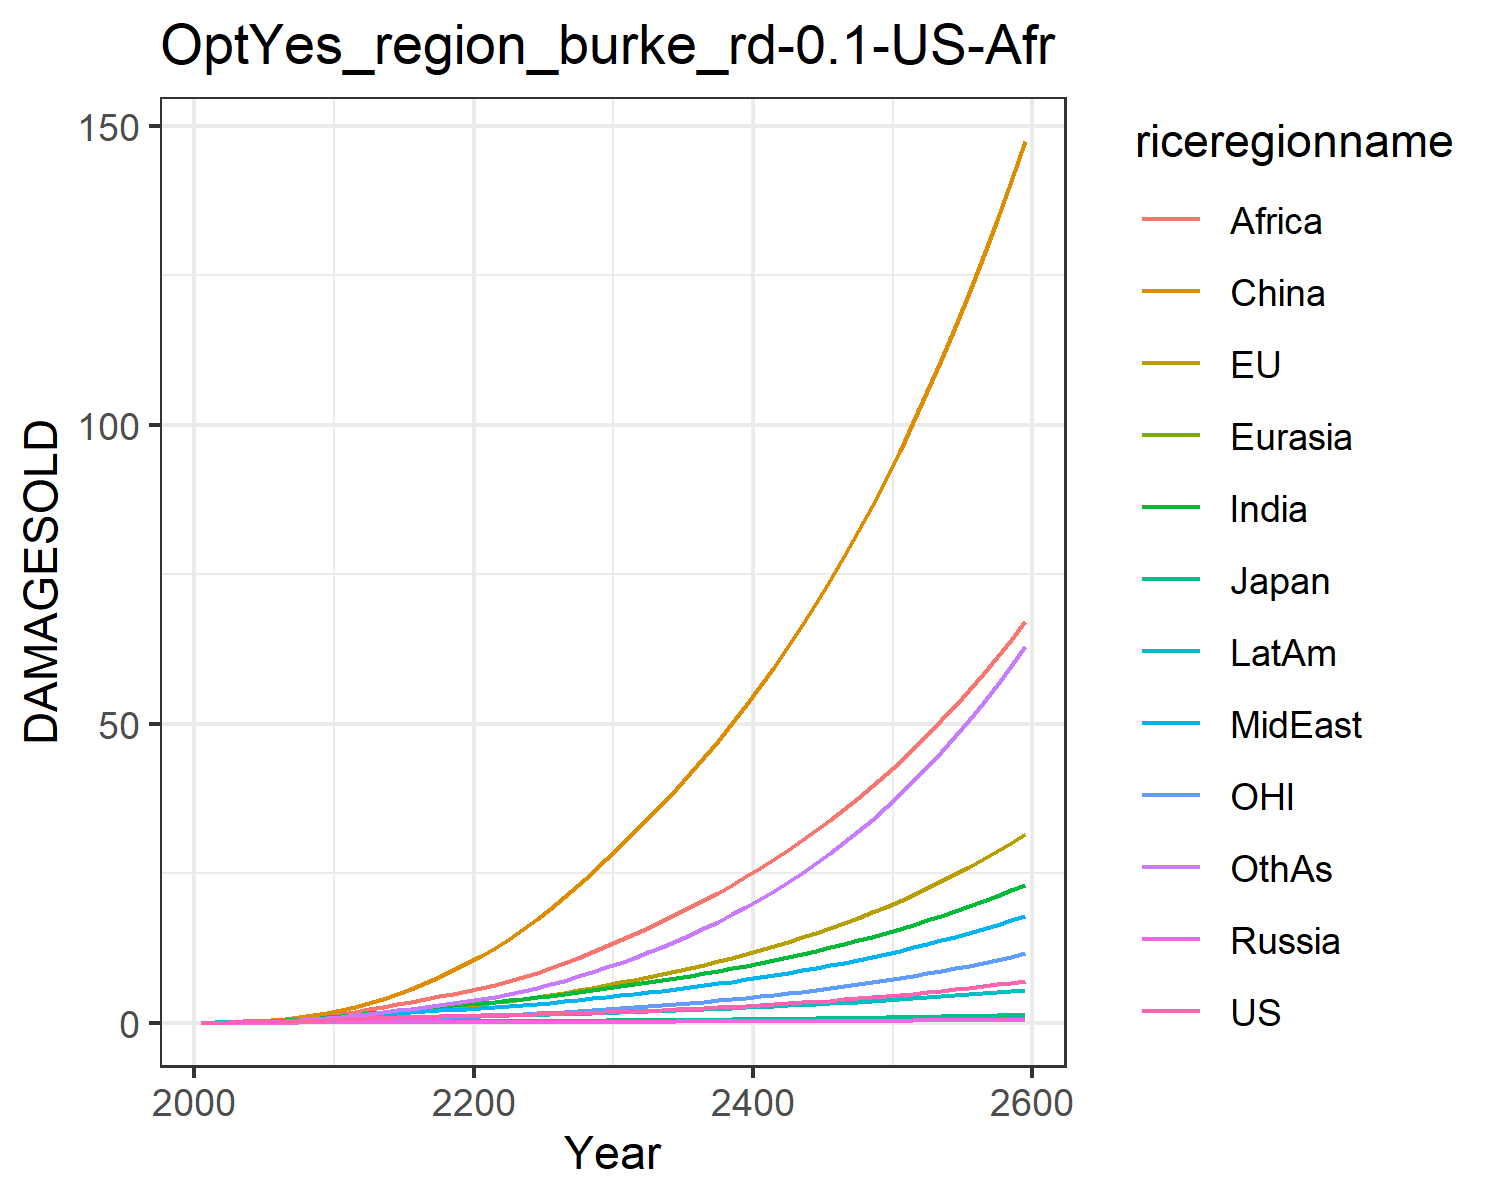 OptYes_region_burke_rd-0.1-US-Afr
150
100
50
0
DAMAGESOLD
2000 2200 2400 2600
Year
riceregionname
Africa
China
EU
Eurasia
India
Japan
LatAm
MidEast
OHI
OthAs
Russia
US